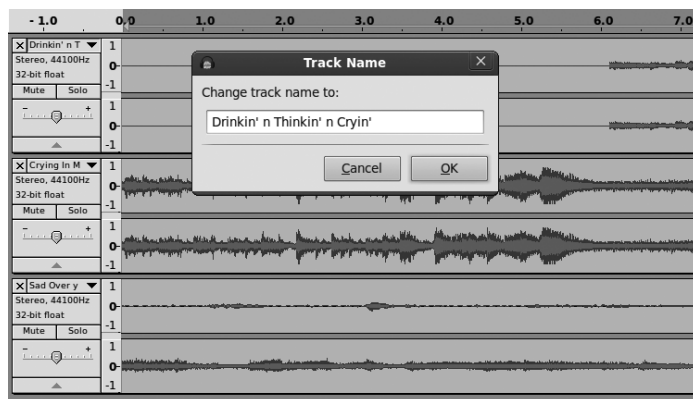 - 1.0 0.0 1.0 2.0 3.0 4.0 5.0 6.0 7.0
Drinkin' n T
1
Stereo, 44100Hz
0-
32-bit float
-1
Mute Solo
1
- +
0-
-1
Track Name
Change track name to:
Drinkin' n Thinkin' n Cryin'
Cancel OK
Crying In M
1
Stereo, 44100Hz
0-
32-bit float
-1
Mute Solo
1
- +
0-
-1
Sad Over y
1
Stereo, 44100Hz
0-
32-bit float
-1
Mute Solo
1
- +
0-
-1